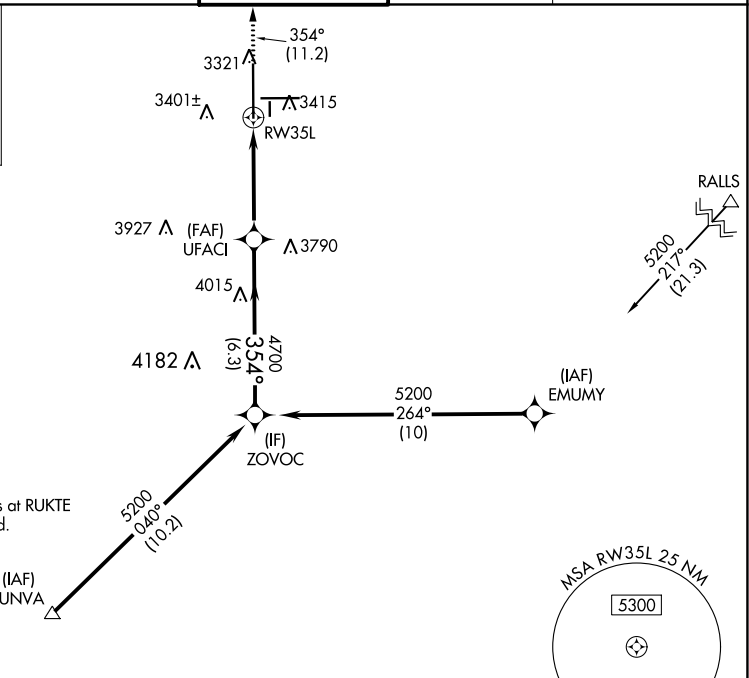 354°
(11.2)
3321
3401±
3415
RW35L
RALLS
3927
(FAF)
UFACI
3790
5200
217°
(21.3)
4015
4182
4700
354°
(6.3)
(IAF)
EMUMY
5200
264°
(10)
(IF)
ZOVOC
at RUKTE
5200
040°
(10.2)
(IAF)
UNVA
MSA RW35L 25 NM
5300